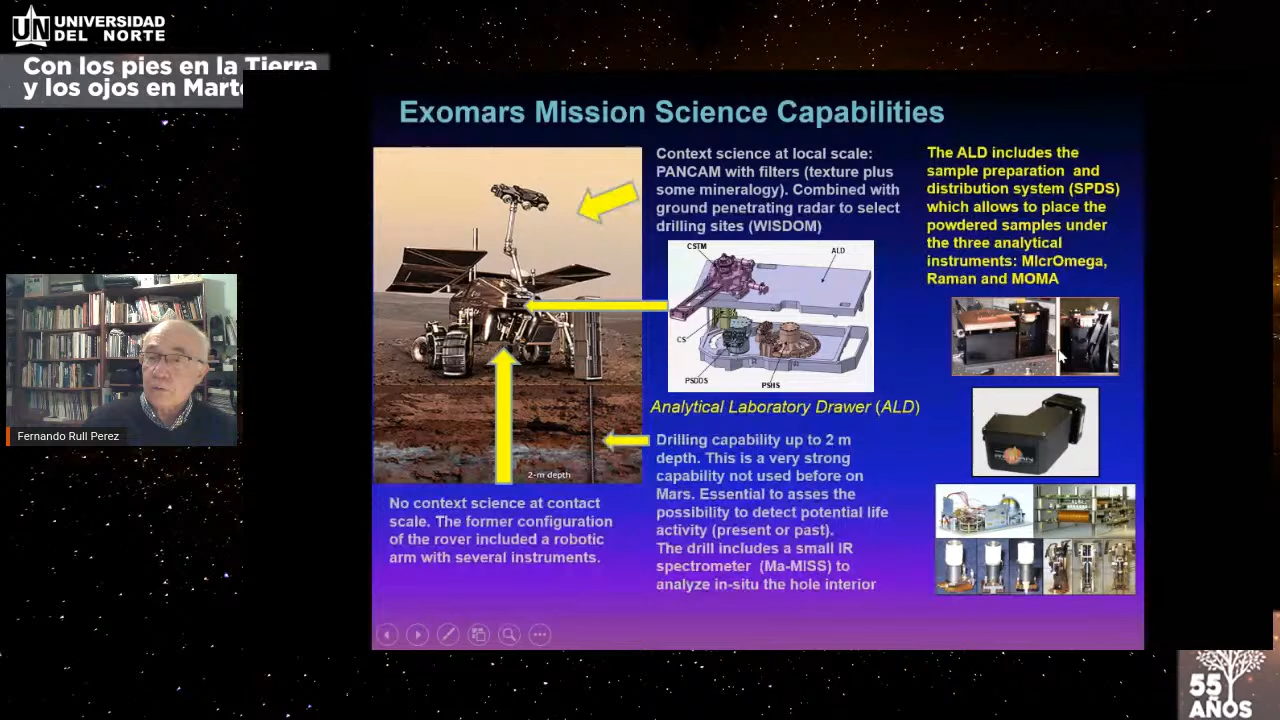 UN UNIVERSIDAD
DEL NORTE
Con los pies en la Tierra
y los ojos en Marte
Exomars Mission Science Capabilities
Context science at local scale:
PANCAM with filters (texture plus
some mineralogy). Combined with
ground penetrating radar to select
drilling sites (WISDOM)
The ALD includes the
sample preparation and
distribution system (SPDS)
which allows to place the
powdered samples under
the three analytical
instruments: MIcrOmega,
Raman and MOMA
CSTM
ALD
CS
PSDDS
PSHS
Analytical Laboratory Drawer (ALD)
Fernando Rull Perez
2-m depth
Drilling capability up to 2 m
depth. This is a very strong
capability not used before on
Mars. Essential to asses the
possibility to detect potential life
activity (present or past).
The drill includes a small IR
spectrometer (Ma-MISS) to
analyze in-situ the hole interior
No context science at contact
scale. The former configuration
of the rover included a robotic
arm with several instruments.
55
AÑOS